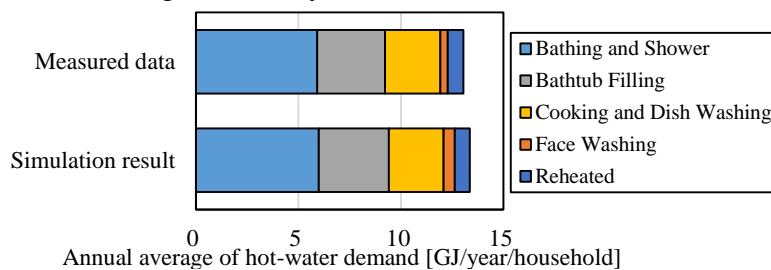 Measured data
Simulation result
Bathing and Shower
Bathtub Filling
Cooking and Dish Washing
Face Washing
Reheated
0 5 10 15
Annual average of hot-water demand [GJ/year/household]